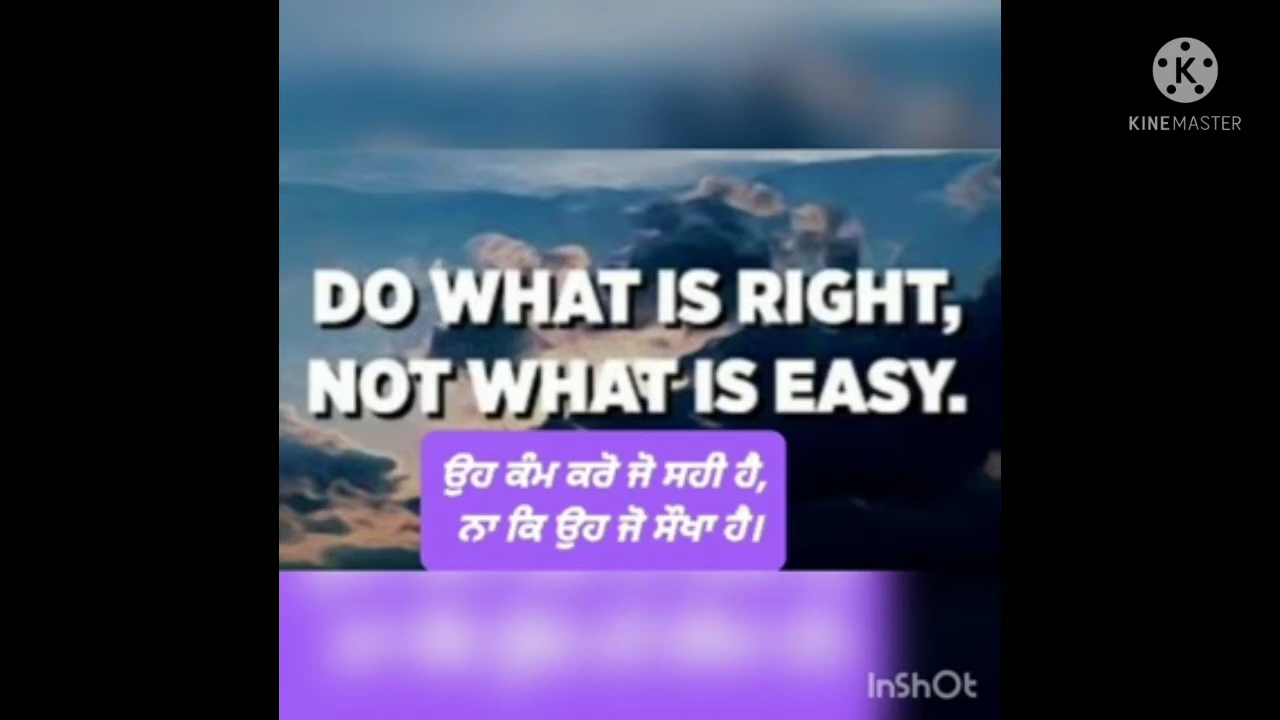 KINEMASTER
DO WHAT IS RIGHT,
NOT WHAT IS EASY.
ਉਹ ਕੰਮ ਕਰੋ ਜੋ ਸਹੀ ਹੈ,
ਨਾ ਕਿ ਉਹ ਜੋ ਸੌਖਾ ਹੈ।
InShOt